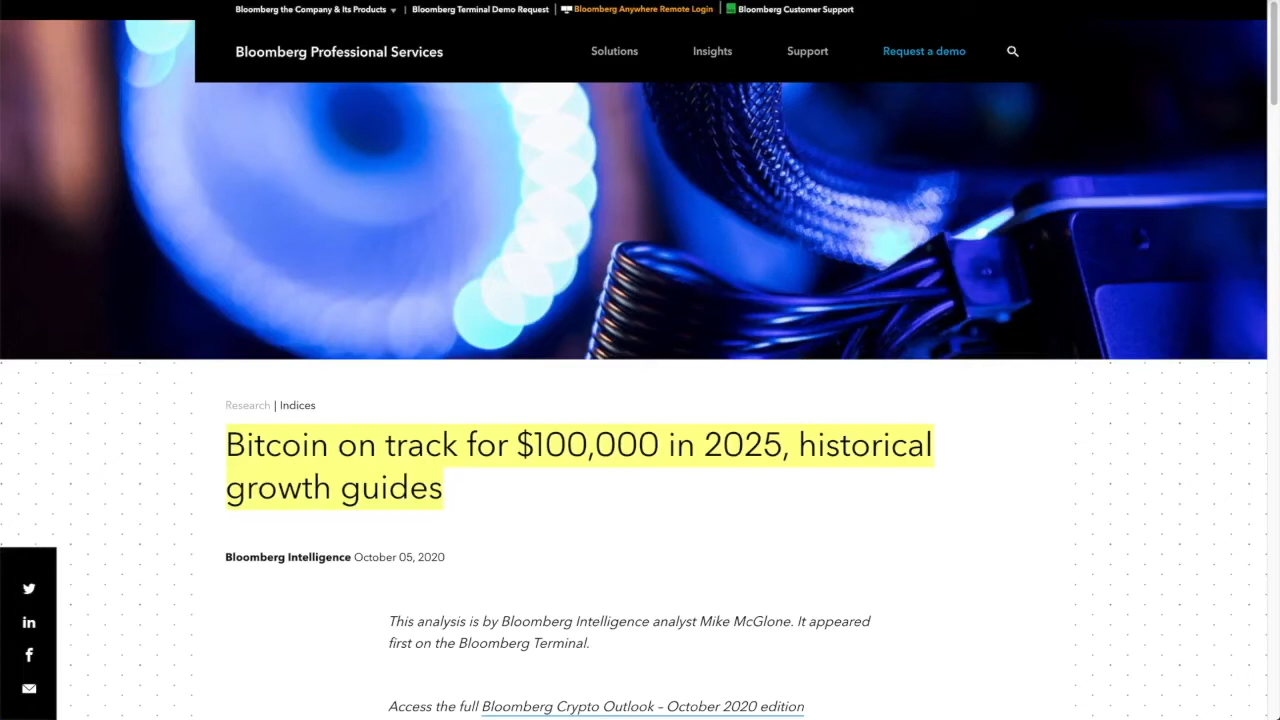 Bloomberg the Company & Its Products | Bloomberg Terminal Demo Request | Bloomberg Anywhere Remote Login | Bloomberg Customer Support
Bloomberg Professional Services Solutions Insights Support Request a demo
Research | Indices
Bitcoin on track for $100,000 in 2025, historical
growth guides
Bloomberg Intelligence October 05, 2020
This analysis is by Bloomberg Intelligence analyst Mike McGlone. It appeared
first on the Bloomberg Terminal.
Access the full Bloomberg Crypto Outlook – October 2020 edition